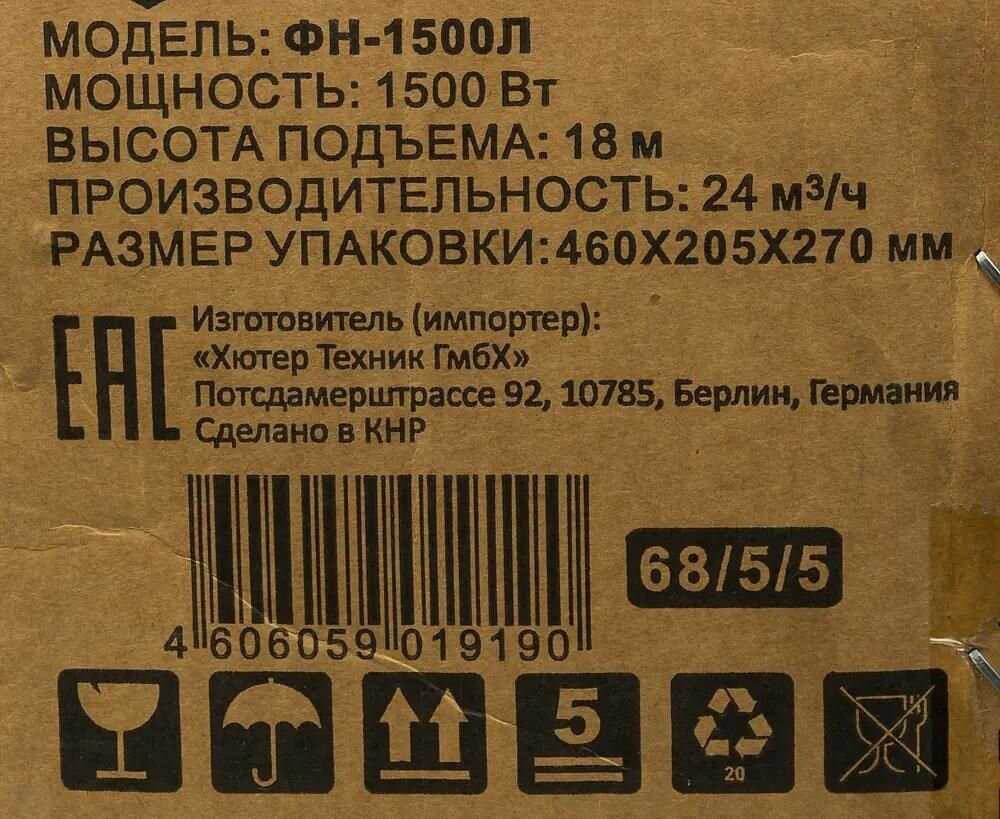 МОДЕЛЬ: ФН-1500Л
МОЩНОСТЬ: 1500 Вт
ВЫСОТА ПОДЪЕМА: 18 м
ПРОИЗВОДИТЕЛЬНОСТЬ: 24 м³/ч
РАЗМЕР УПАКОВКИ: 460Х205Х270 мм
ЕАС
Изготовитель (импортер):
«Хютер Техник ГмбХ»
Потсдамерштрассе 92, 10785, Берлин, Германия
Сделано в КНР
68/5/5
4 606059 019190
5
20